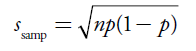 s_samp = √np(1 − p)